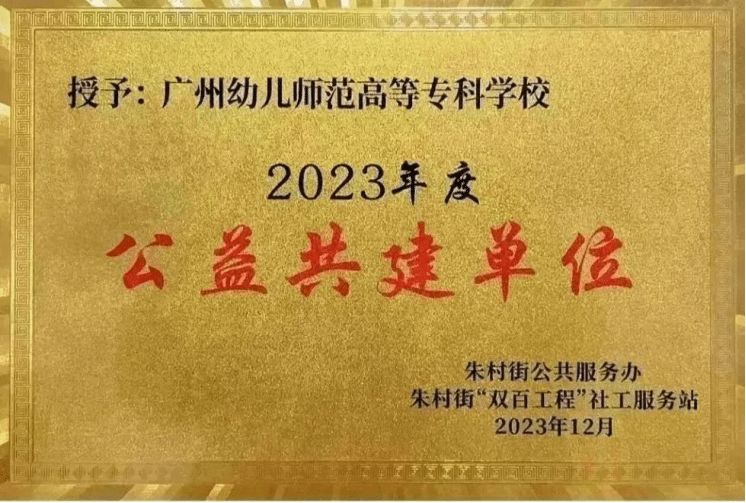 授予：广州幼儿师范高等专科学校
2023年度
公益共建单位
朱村街公共服务办
朱村街“双百工程”社工服务站
2023年12月